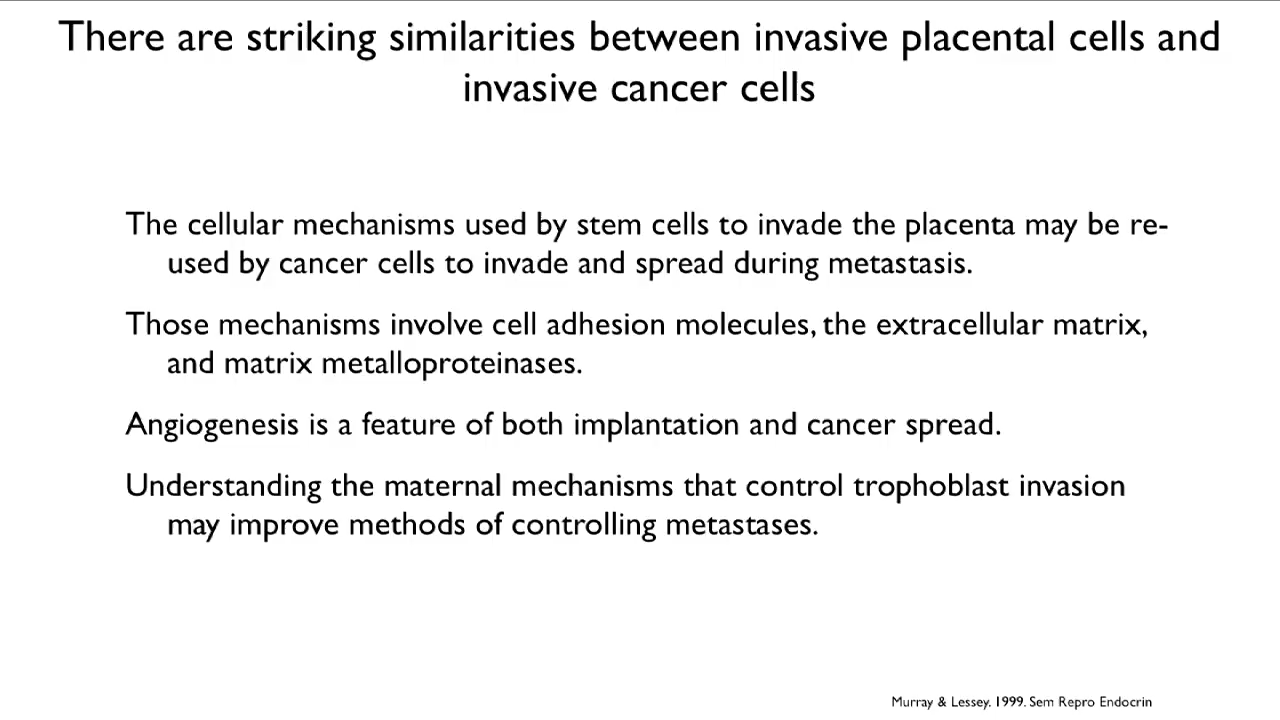 There are striking similarities between invasive placental cells and
invasive cancer cells
The cellular mechanisms used by stem cells to invade the placenta may be re-
used by cancer cells to invade and spread during metastasis.
Those mechanisms involve cell adhesion molecules, the extracellular matrix,
and matrix metalloproteinases.
Angiogenesis is a feature of both implantation and cancer spread.
Understanding the maternal mechanisms that control trophoblast invasion
may improve methods of controlling metastases.
Murray & Lessey. 1999. Sem Repro Endocrin